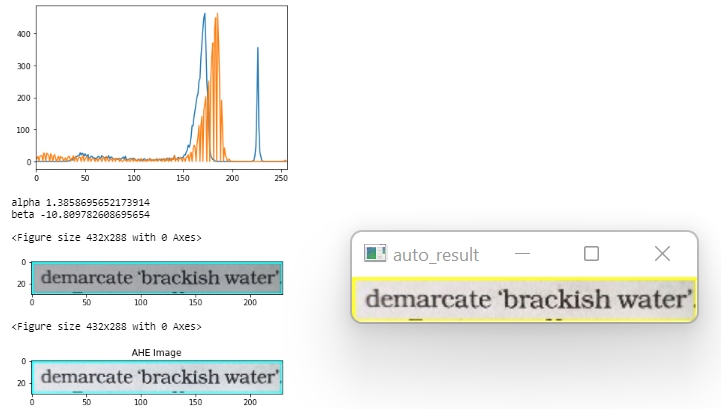 400
300
200
100
0
0 50 100 150 200 250
alpha 1.3858695652173914
beta -10.809782608695654
<Figure size 432x288 with 0 Axes>
0
20
demarcate ‘brackish water’.
0 50 100 150 200
<Figure size 432x288 with 0 Axes>
AHE Image
0
20
demarcate ‘brackish water’.
0 50 100 150 200
auto_result
demarcate ‘brackish water’.